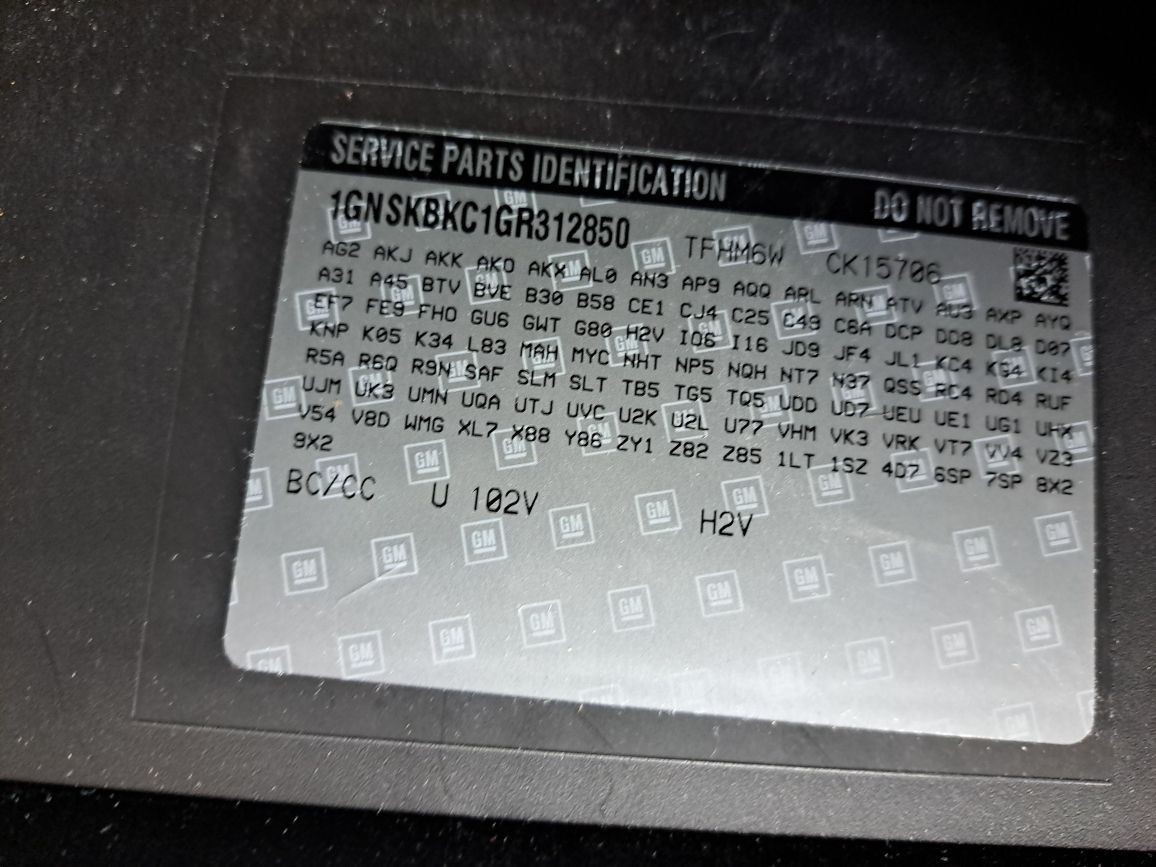 SERVICE PARTS IDENTIFICATION DO NOT REMOVE
1GNSKBKC1GR312850 TFHM6W CK15706
AG2 AKJ AKK AKO AKX AL0 AN3 AP9 AQQ ARL ARN ATV AU3 AXP AYQ
A31 A45 BTV BVE B30 B58 CE1 CJ4 C25 C49 C6A DCP DD8 DL8 D07
EF7 FE9 FHO GU6 GWT G80 H2V IO6 I16 JD9 JF4 JL1 KC4 KG4 KI4
KNP K05 K34 L83 MAH MYC NHT NP5 NQH NT7 N37 QSS RC4 RD4 RUF
R5A R6Q R9N SAF SLM SLT TB5 TG5 TQ5 UDD UD7 UEU UE1 UG1 UHX
UJM UK3 UMN UQA UTJ UVC U2K U2L U77 VHM VK3 VRK VT7 VV4 V23
V54 V8D WMG XL7 X88 Y86 ZY1 Z82 Z85 1LT 1SZ 4D7 6SP 7SP 8X2
9X2
BC/CC U 102V H2V